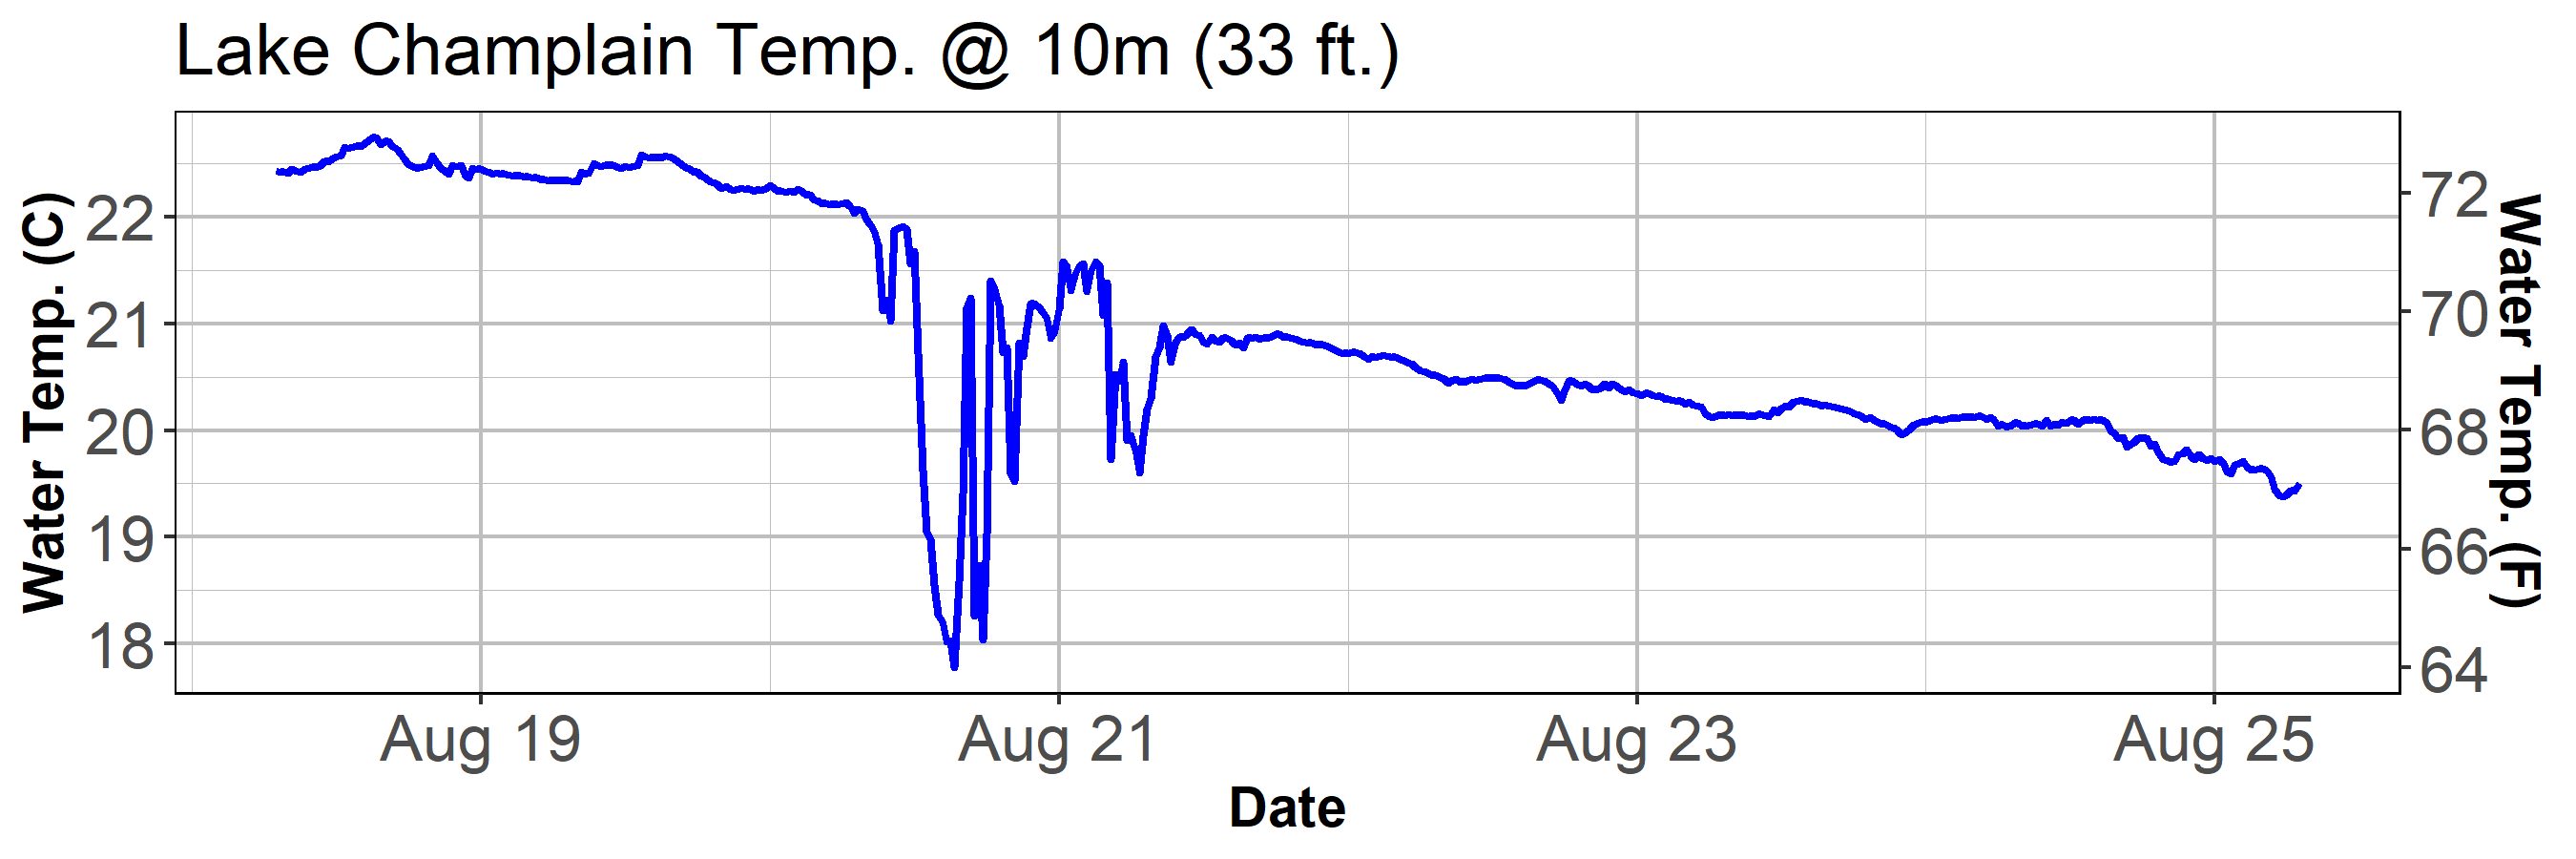 Lake Champlain Temp. @ 10m (33 ft.)
Water Temp. (C)
22
21
20
19
18
72
70
68
66
64
Water Temp. (F)
Aug 19
Aug 21
Aug 23
Aug 25
Date